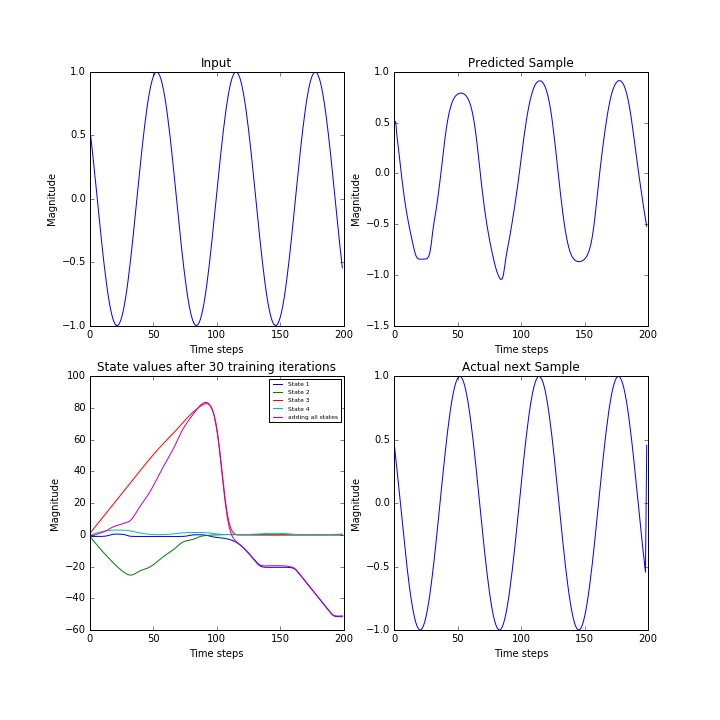 Input
1.0
0.5
0.0
−0.5
−1.0
Magnitude
0
50
100
150
200
Time steps
Predicted Sample
1.0
0.5
0.0
−0.5
−1.0
−1.5
Magnitude
0
50
100
150
200
Time steps
State values after 30 training iterations
100
80
60
40
20
0
−20
−40
−60
Magnitude
State 1
State 2
State 3
State 4
adding all states
0
50
100
150
200
Time steps
Actual next Sample
1.0
0.5
0.0
−0.5
−1.0
Magnitude
0
50
100
150
200
Time steps